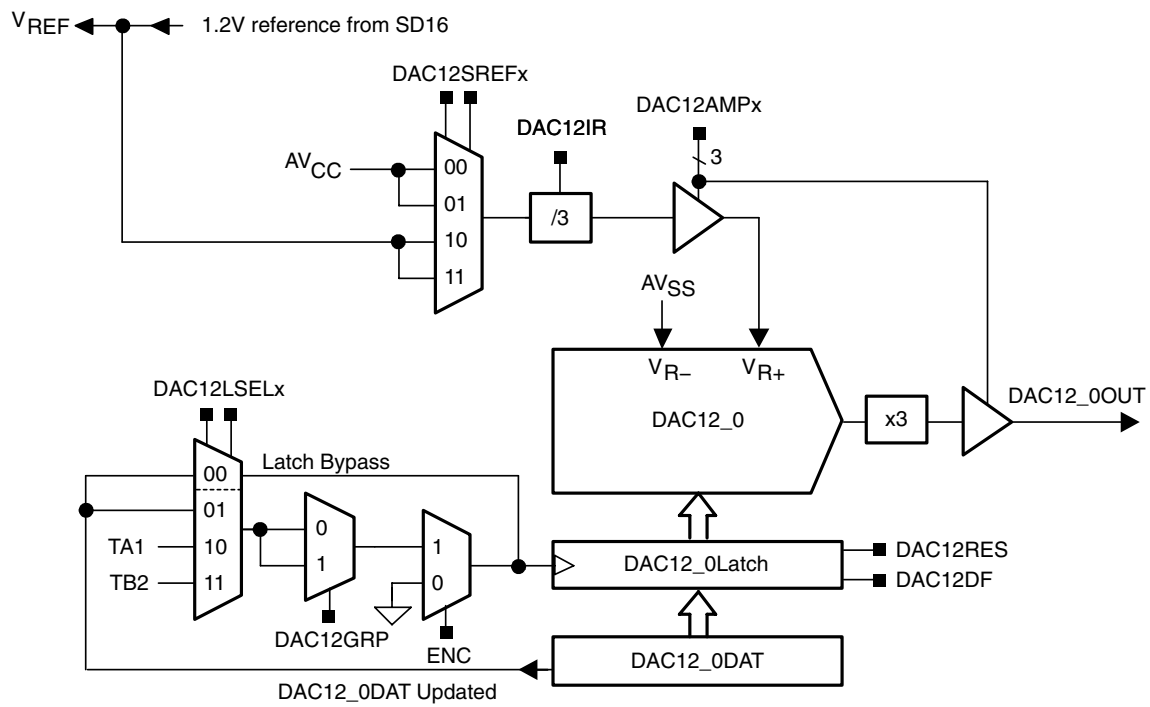 VREF
1.2V reference from SD16
DAC12SREFx
DAC12AMPx
DAC12IR
3
AVCC
00
01
10
11
/3
AVSS
VR−
VR+
DAC12_0
x3
DAC12_0OUT
DAC12LSELx
Latch Bypass
00
01
TA1
10
TB2
11
0
1
1
0
DAC12GRP
ENC
DAC12_0Latch
DAC12RES
DAC12DF
DAC12_0DAT
DAC12_0DAT Updated